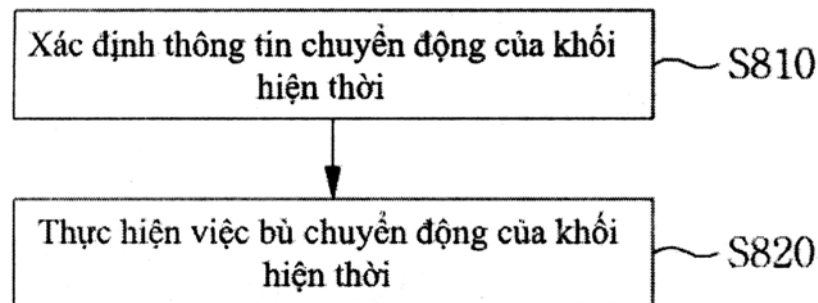 Xác định thông tin chuyển động của khối
hiện thời
S810
Thực hiện việc bù chuyển động của khối
hiện thời
S820